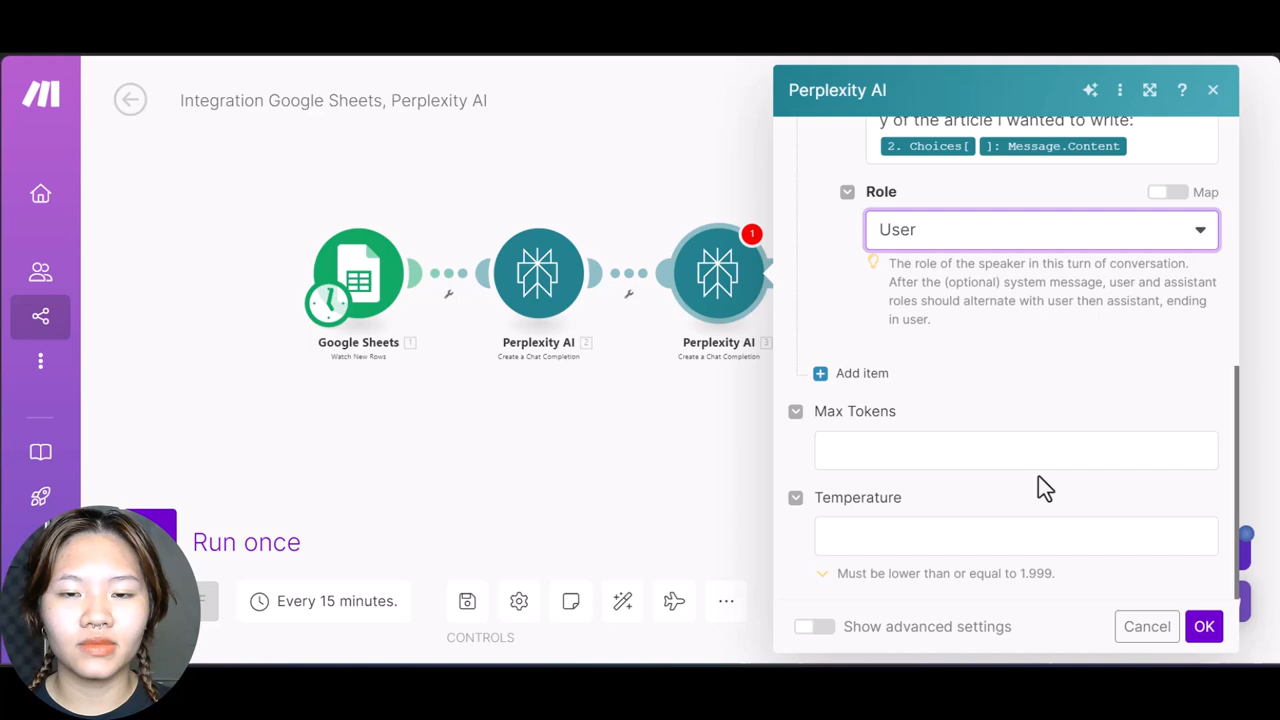 Integration Google Sheets, Perplexity AI
Google Sheets 1
Watch New Rows
Perplexity AI 2
Create a Chat Completion
1
Perplexity AI 3
Create a Chat Completion
Run once
Every 15 minutes.
CONTROLS
Perplexity AI
y of the article I wanted to write:
2. Choices[ ]: Message.Content
Role
Map
User
The role of the speaker in this turn of conversation.
After the (optional) system message, user and assistant
roles should alternate with user then assistant, ending
in user.
Add item
Max Tokens
Temperature
Must be lower than or equal to 1.999.
Show advanced settings
Cancel
OK